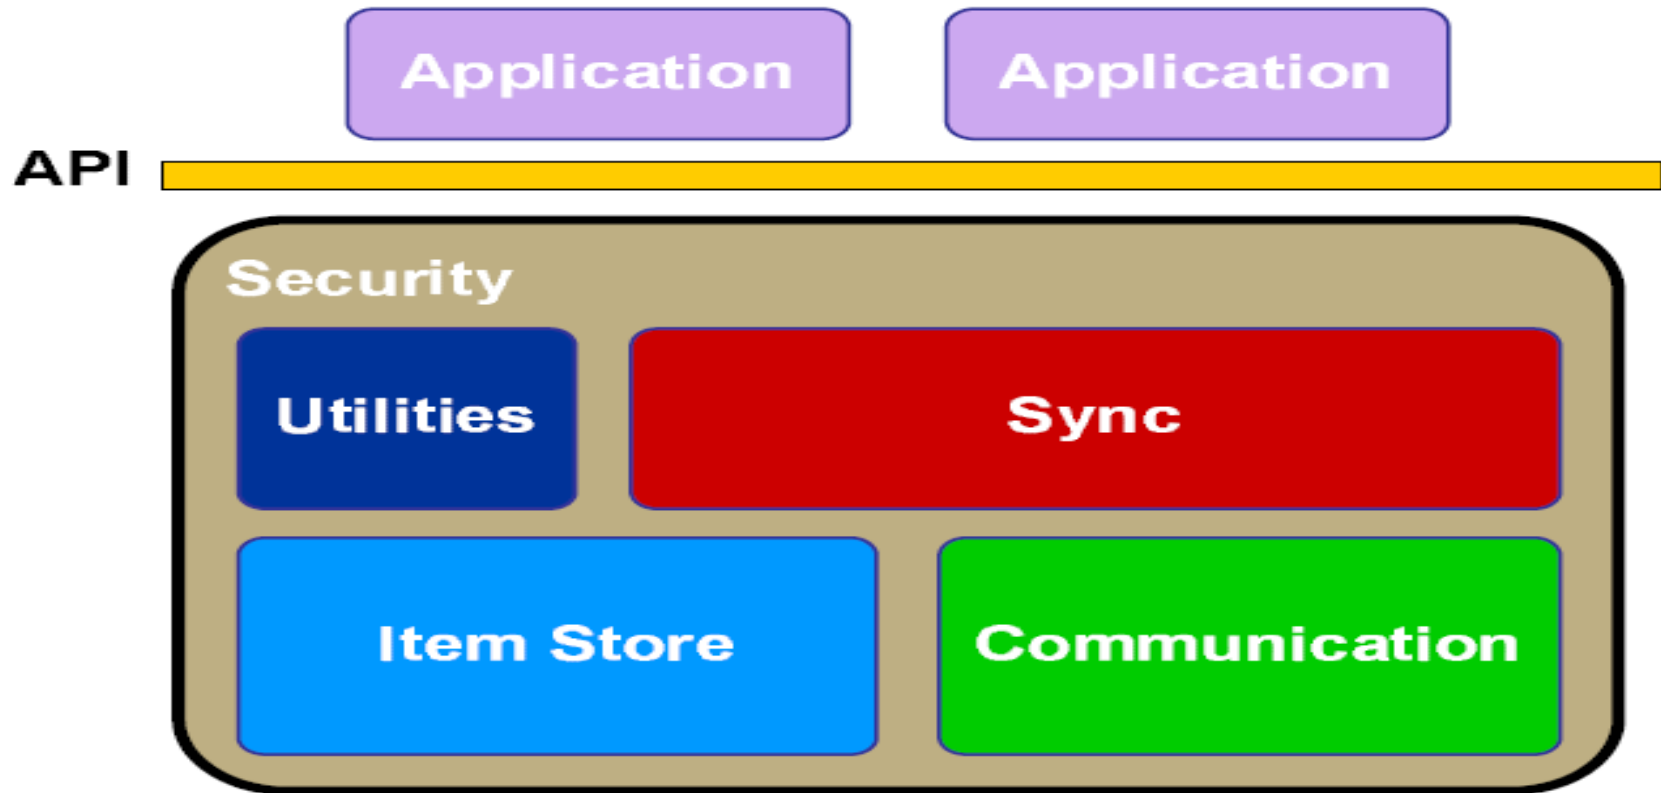 Application
Application
API
Security
Utilities
Sync
Item Store
Communication